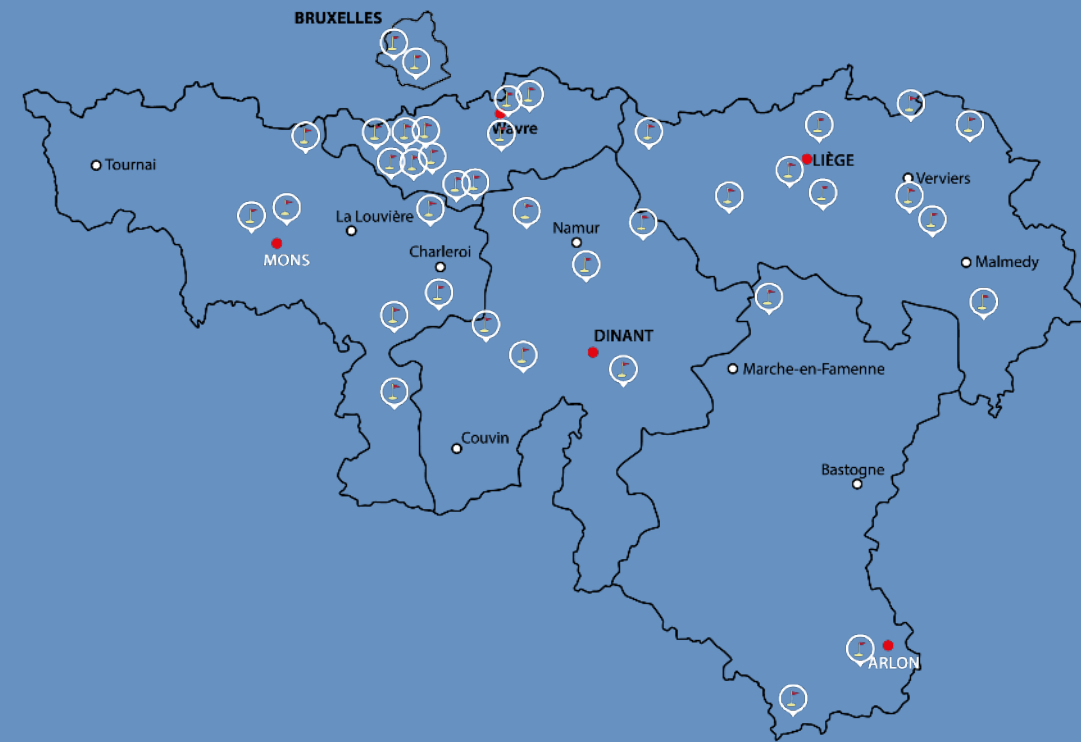 BRUXELLES
Wavre
Tournai
LIÈGE
Verviers
La Louvière
Namur
MONS
Charleroi
Malmedy
DINANT
Marche-en-Famenne
Couvin
Bastogne
ARLON